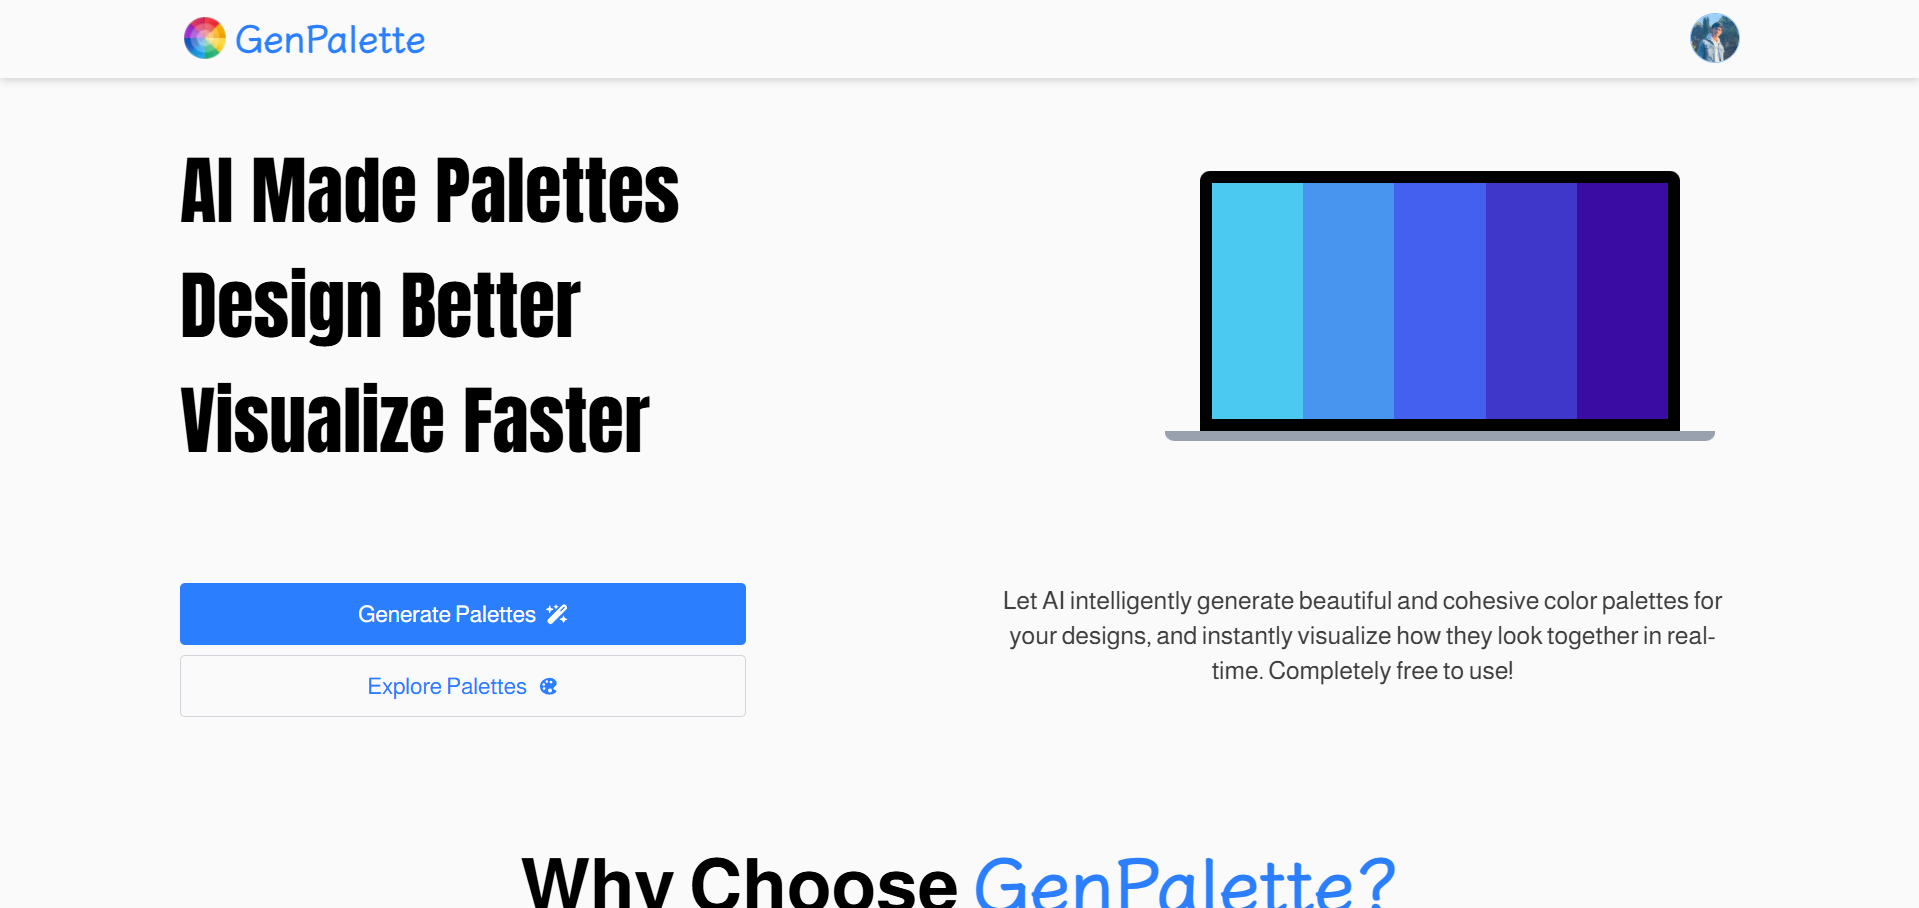 GenPalette
AI Made Palettes
Design Better
Visualize Faster
Generate Palettes
Explore Palettes
Let AI intelligently generate beautiful and cohesive color palettes for
your designs, and instantly visualize how they look together in real-
time. Completely free to use!
Why Choose GenPalette?